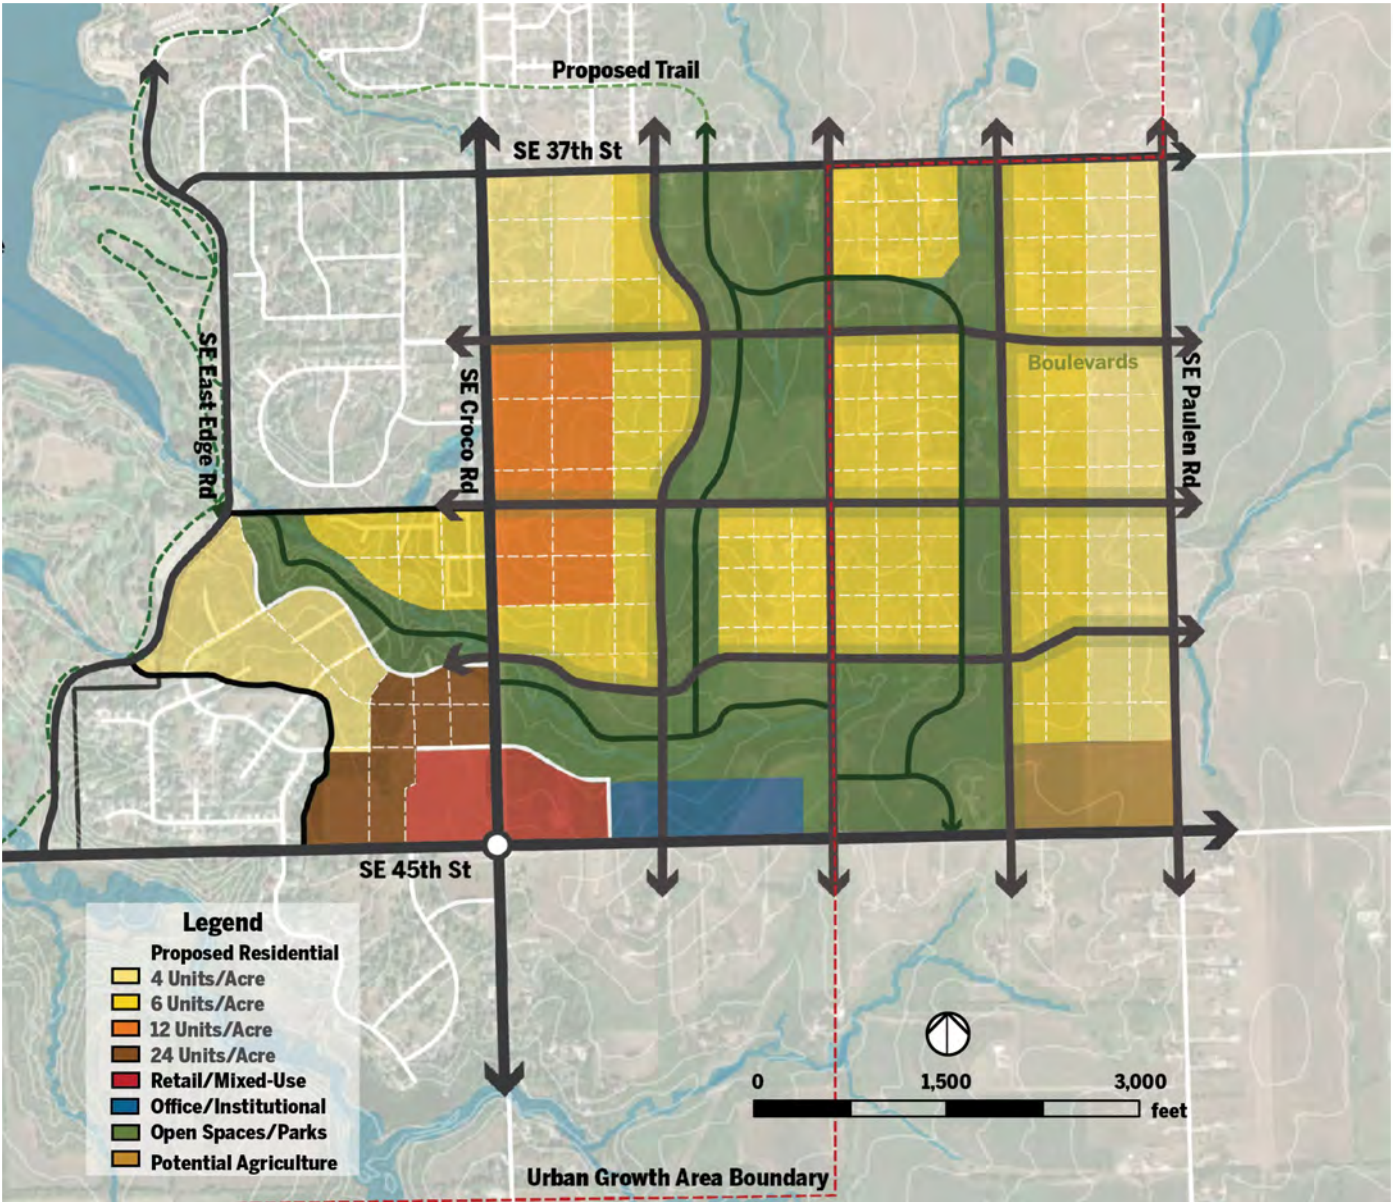 Proposed Trail
SE 37th St
SE East Edge Rd
SE Croco Rd
Boulevards
SE Paulen Rd
SE 45th St
Legend
Proposed Residential
4 Units/Acre
6 Units/Acre
12 Units/Acre
24 Units/Acre
Retail/Mixed-Use
Office/Institutional
Open Spaces/Parks
Potential Agriculture
0 1,500 3,000
feet
Urban Growth Area Boundary